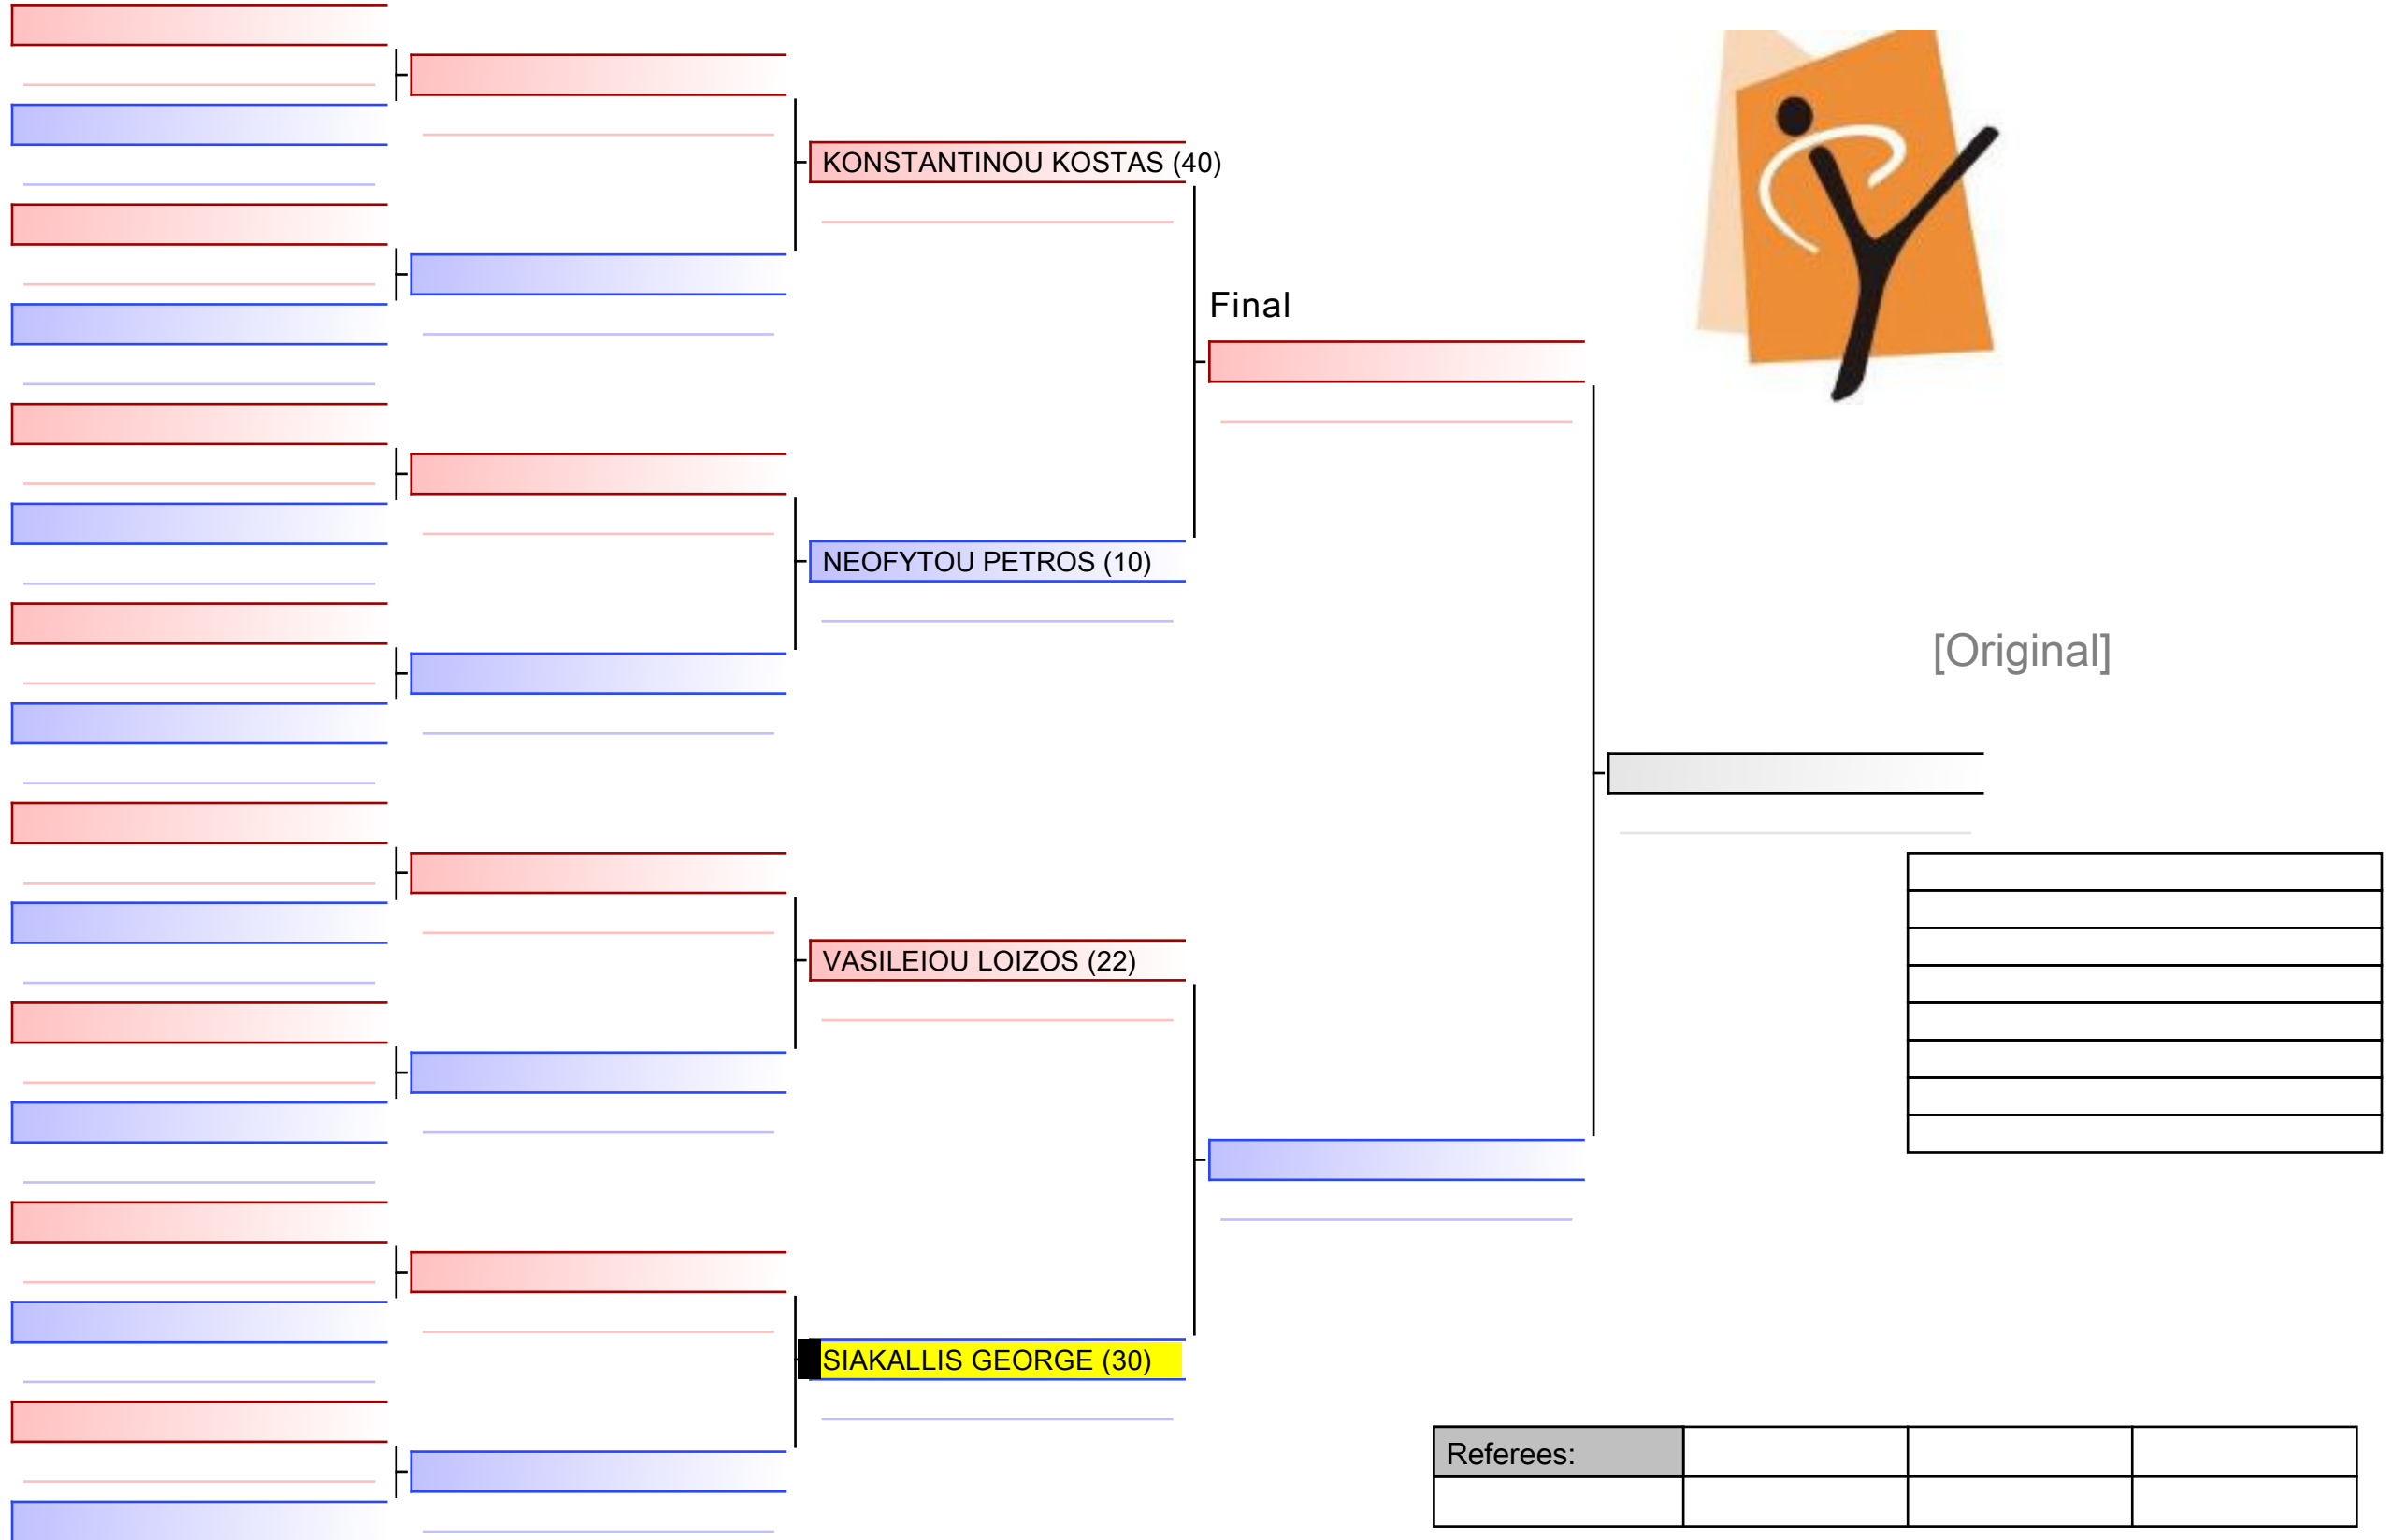 KONSTANTINOU KOSTAS (40)
Final
NEOFYTOU PETROS (10)
[Original]
VASILEIOU LOIZOS (22)
SIAKALLIS GEORGE (30)
Referees: